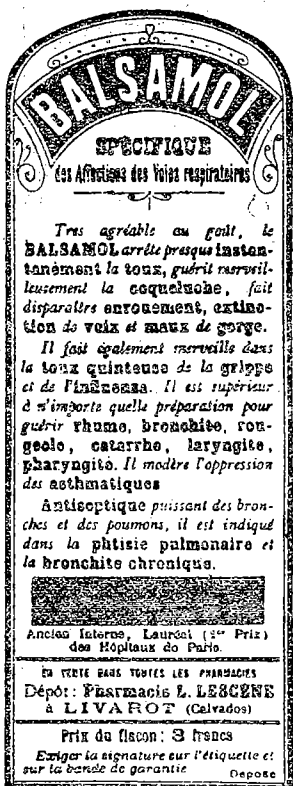 BALSAMOL
SPÉCIFIQUE
des Affections des Voies respiratoires
Tres agréable au goût, le
BALSAMOL arrête presque instan-
tanément la toux, guérit merveil-
leusement la coqueluche, fait
disparaître enrouement, extinc-
tion de voix et maux de gorge.
Il fait également merveille dans
la toux quinteuse de la grippe
et de l'influenza. Il est supérieur
à n'importe quelle préparation pour
guérir rhume, bronchite, rou-
geole, catarrhe, laryngite,
pharyngite. Il modère l'oppression
des asthmatiques
Antiseptique puissant des bron-
ches et des poumons, il est indiqué
dans la phtisie pulmonaire et
la bronchite chronique.
Ancien Interne, Lauréat (1er Prix)
des Hôpitaux de Paris.
EN VENTE DANS TOUTES LES PHARMACIES
Dépôt: Pharmacie L. LESCÈNE
à LIVAROT (Calvados)
Prix du flacon: 3 francs
Exiger la signature sur l'étiquette et
sur la bande de garantie
Déposé